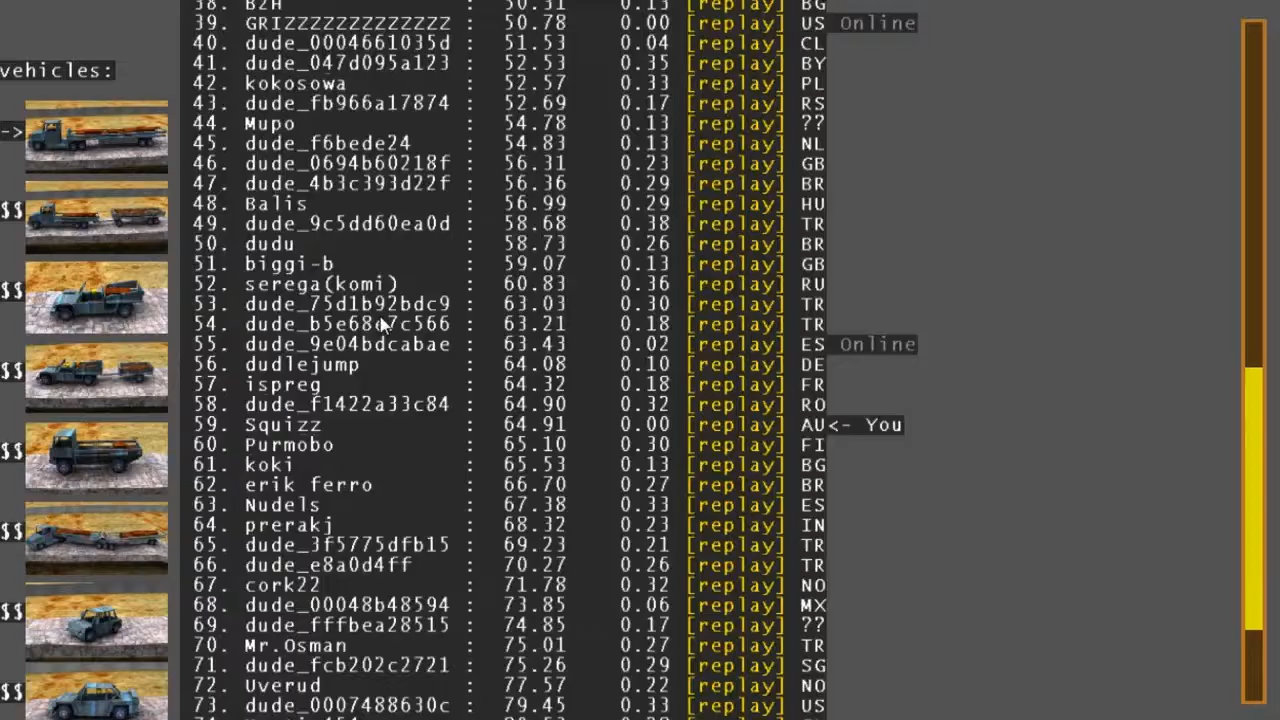 38. B2H : 50.31 0.13 [replay] BG
39. GRIZZZZZZZZZZZZZ : 50.78 0.00 [replay] US Online
40. dude_0004661035d : 51.53 0.04 [replay] CL
vehicles:
41. dude_047d095a123 : 52.53 0.35 [replay] BY
42. kokosowa : 52.57 0.33 [replay] PL
43. dude_fb966a17874 : 52.69 0.17 [replay] RS
->
44. Mupo : 54.78 0.13 [replay] ??
45. dude_f6bede24 : 54.83 0.13 [replay] NL
46. dude_0694b60218f : 56.31 0.23 [replay] GB
47. dude_4b3c393d22f : 56.36 0.29 [replay] BR
48. Balis : 56.99 0.29 [replay] HU
$$
49. dude_9c5dd60ea0d : 58.68 0.38 [replay] TR
50. dudu : 58.73 0.26 [replay] BR
51. biggi-b : 59.07 0.13 [replay] GB
52. serega(komi) : 60.83 0.36 [replay] RU
$$
53. dude_75d1b92bdc9 : 63.03 0.30 [replay] TR
54. : 63.21 0.18 [replay] TR
55. dude_9e04bdcabae : 63.43 0.02 [replay] ES Online
56. dudlejump : 64.08 0.10 [replay] DE
$$
57. ispreg : 64.32 0.18 [replay] FR
58. dude_f1422a33c84 : 64.90 0.32 [replay] RO
59. Squizz : 64.91 0.00 [replay] AU<- You
60. Purmobo : 65.10 0.30 [replay] FI
$$
61. koki : 65.53 0.13 [replay] BG
62. erik ferro : 66.70 0.27 [replay] BR
63. Nudels : 67.38 0.33 [replay] ES
64. prerakj : 68.32 0.23 [replay] IN
$$
65. dude_3f5775dfb15 : 69.23 0.21 [replay] TR
66. dude_e8a0d4ff : 70.27 0.26 [replay] TR
67. cork22 : 71.78 0.32 [replay] NO
68. dude_00048b48594 : 73.85 0.06 [replay] MX
$$
69. dude_fffbea28515 : 74.85 0.17 [replay] ??
70. Mr.Osman : 75.01 0.27 [replay] TR
71. dude_fcb202c2721 : 75.26 0.29 [replay] SG
72. Uverud : 77.57 0.22 [replay] NO
$$
73. dude_0007488630c : 79.45 0.33 [replay] US